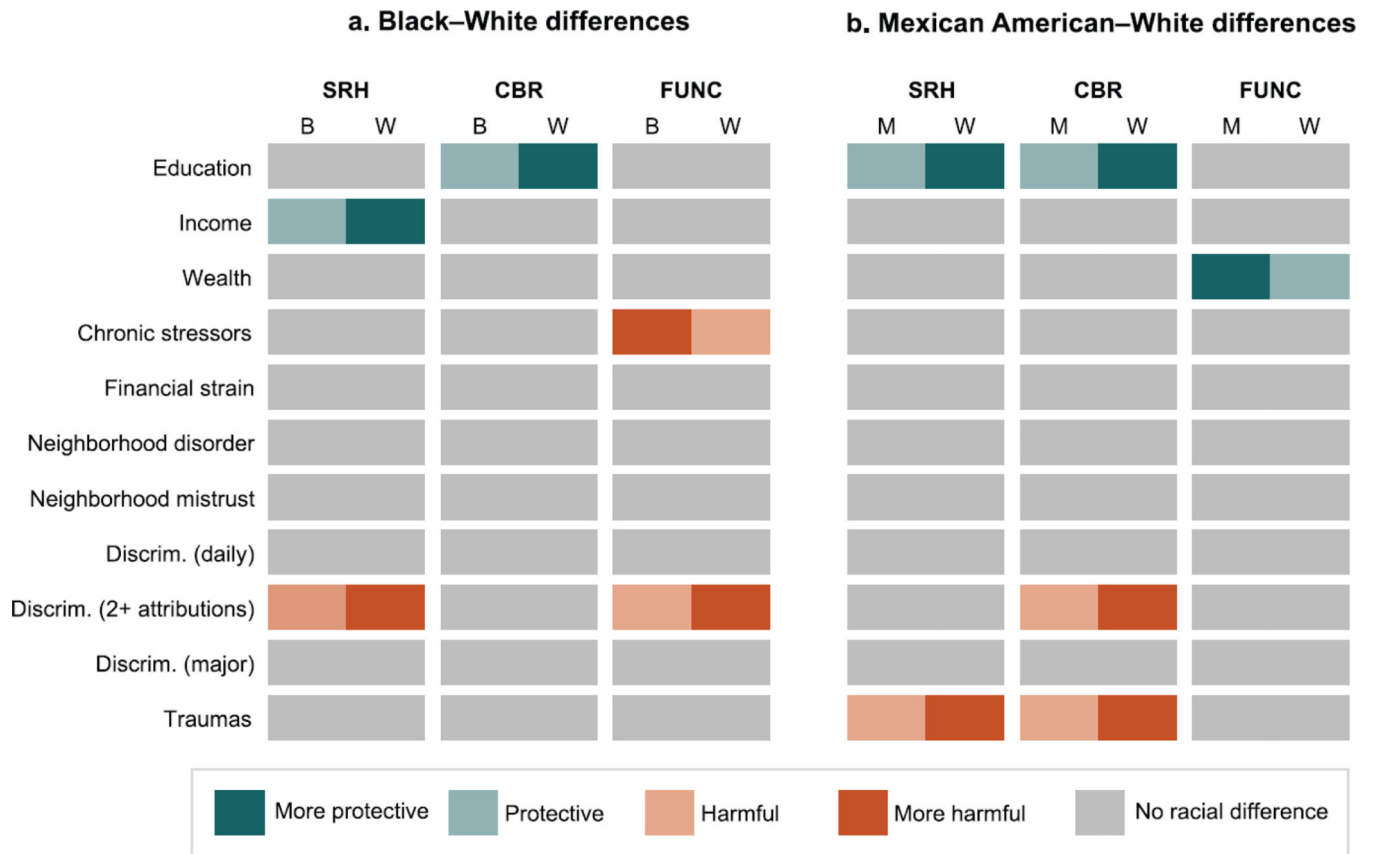 a. Black–White differences
b. Mexican American–White differences
SRH CBR FUNC SRH CBR FUNC
B W B W B W M W M W M W
Education
Income
Wealth
Chronic stressors
Financial strain
Neighborhood disorder
Neighborhood mistrust
Discrim. (daily)
Discrim. (2+ attributions)
Discrim. (major)
Traumas
More protective Protective Harmful More harmful No racial difference